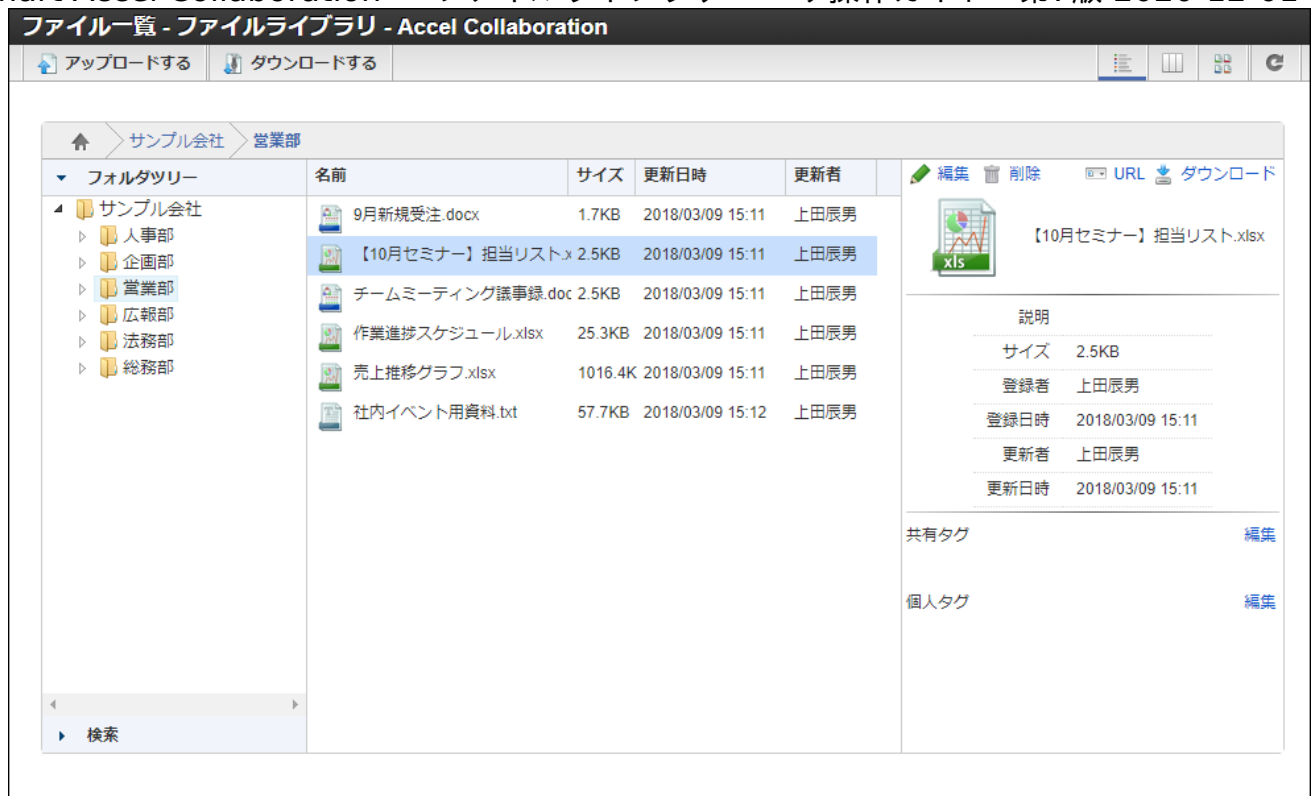 ファイル一覧 - ファイルライブラリ - Accel Collaboration
アップロードする ダウンロードする
サンプル会社 営業部
フォルダツリー
サンプル会社
人事部
企画部
営業部
広報部
法務部
総務部
検索
名前 サイズ 更新日時 更新者
9月新規受注.docx 1.7KB 2018/03/09 15:11 上田辰男
【10月セミナー】担当リスト.x 2.5KB 2018/03/09 15:11 上田辰男
チームミーティング議事録.doc 2.5KB 2018/03/09 15:11 上田辰男
作業進捗スケジュール.xlsx 25.3KB 2018/03/09 15:11 上田辰男
売上推移グラフ.xlsx 1016.4K 2018/03/09 15:11 上田辰男
社内イベント用資料.txt 57.7KB 2018/03/09 15:12 上田辰男
編集 削除 URL ダウンロード
xls
【10月セミナー】担当リスト.xlsx
説明
サイズ 2.5KB
登録者 上田辰男
登録日時 2018/03/09 15:11
更新者 上田辰男
更新日時 2018/03/09 15:11
共有タグ 編集
個人タグ 編集